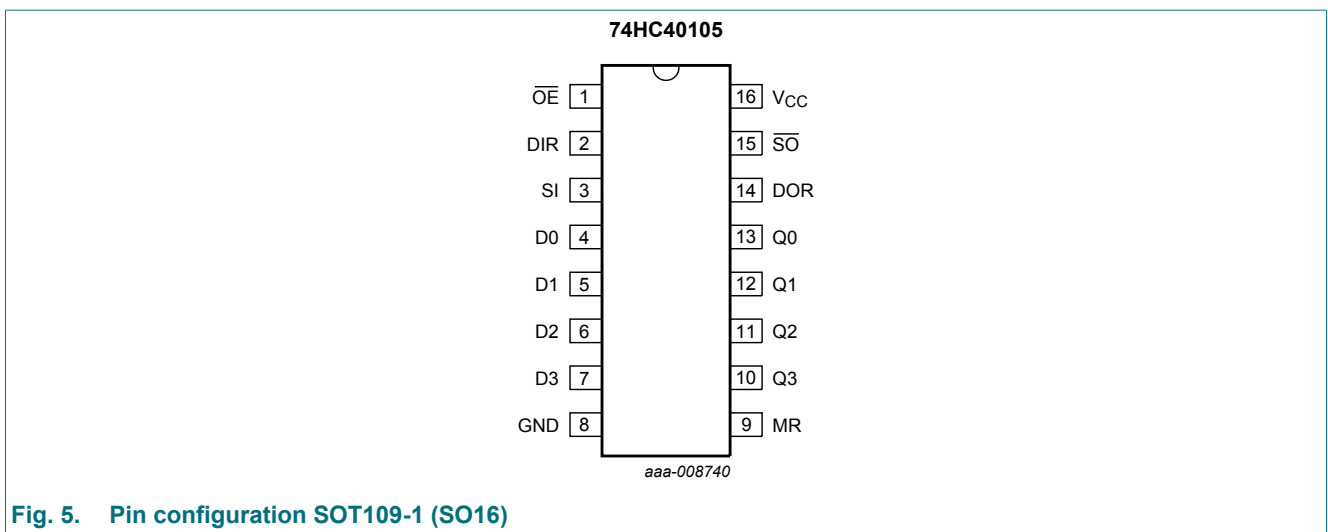 74HC40105
O̅E̅ 1 16 VCC
DIR 2 15 S̅O̅
SI 3 14 DOR
D0 4 13 Q0
D1 5 12 Q1
D2 6 11 Q2
D3 7 10 Q3
GND 8 9 MR
aaa-008740
Fig. 5. Pin configuration SOT109-1 (SO16)